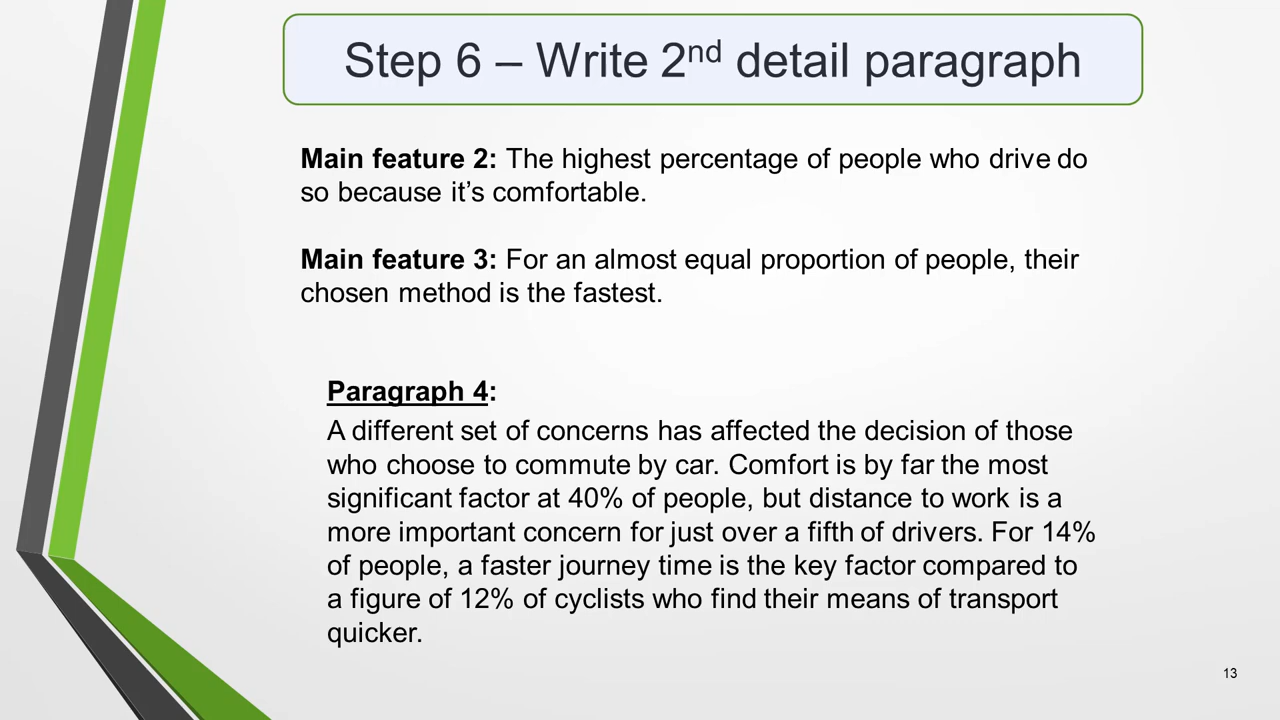 Step 6 – Write 2nd detail paragraph
Main feature 2: The highest percentage of people who drive do
so because it’s comfortable.
Main feature 3: For an almost equal proportion of people, their
chosen method is the fastest.
Paragraph 4:
A different set of concerns has affected the decision of those
who choose to commute by car. Comfort is by far the most
significant factor at 40% of people, but distance to work is a
more important concern for just over a fifth of drivers. For 14%
of people, a faster journey time is the key factor compared to
a figure of 12% of cyclists who find their means of transport
quicker.
13